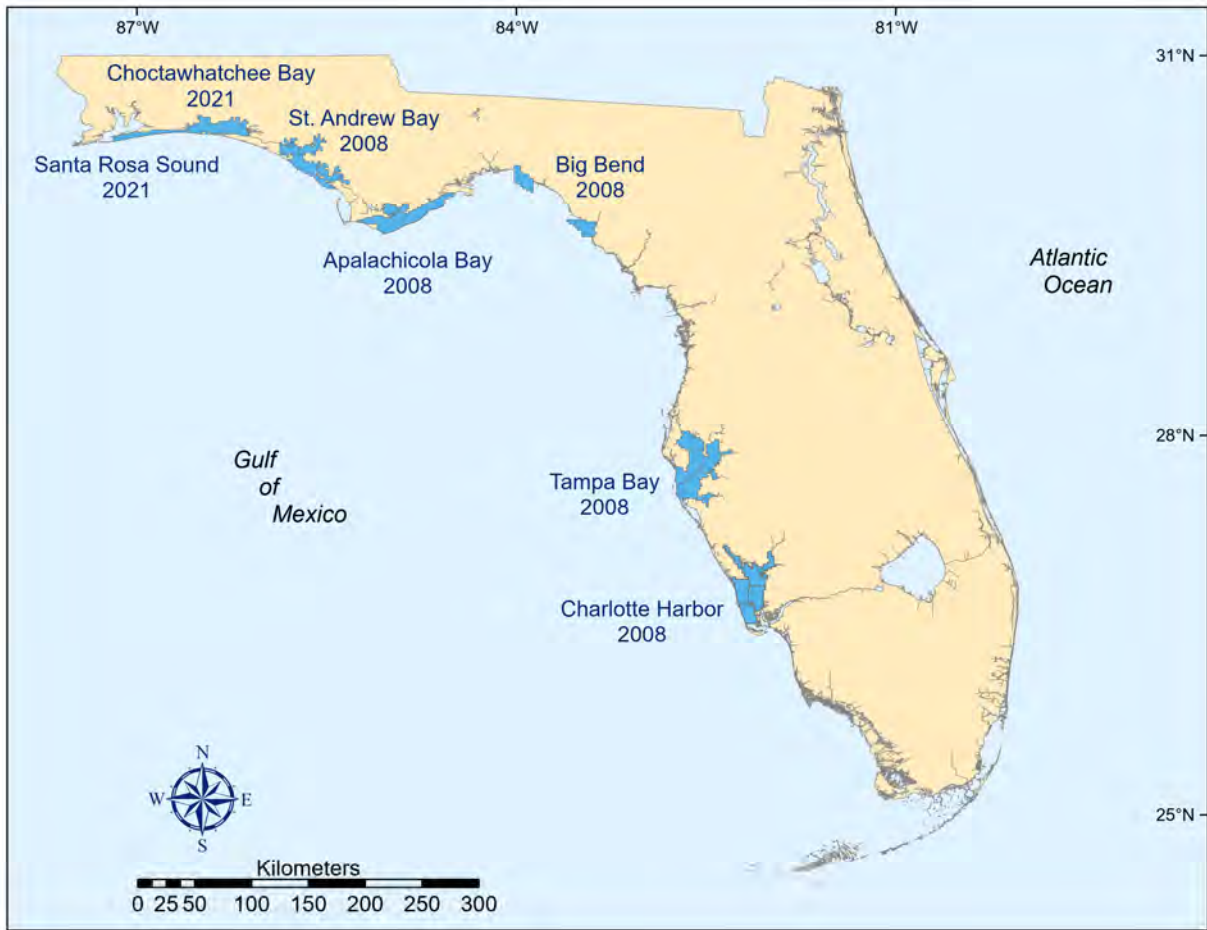 87°W
84°W
81°W
31°N
Choctawhatchee Bay
2021
St. Andrew Bay
2008
Santa Rosa Sound
2021
Big Bend
2008
Apalachicola Bay
2008
Atlantic
Ocean
28°N
Gulf
of
Mexico
Tampa Bay
2008
Charlotte Harbor
2008
N
W
E
S
25°N
Kilometers
0 25 50 100 150 200 250 300